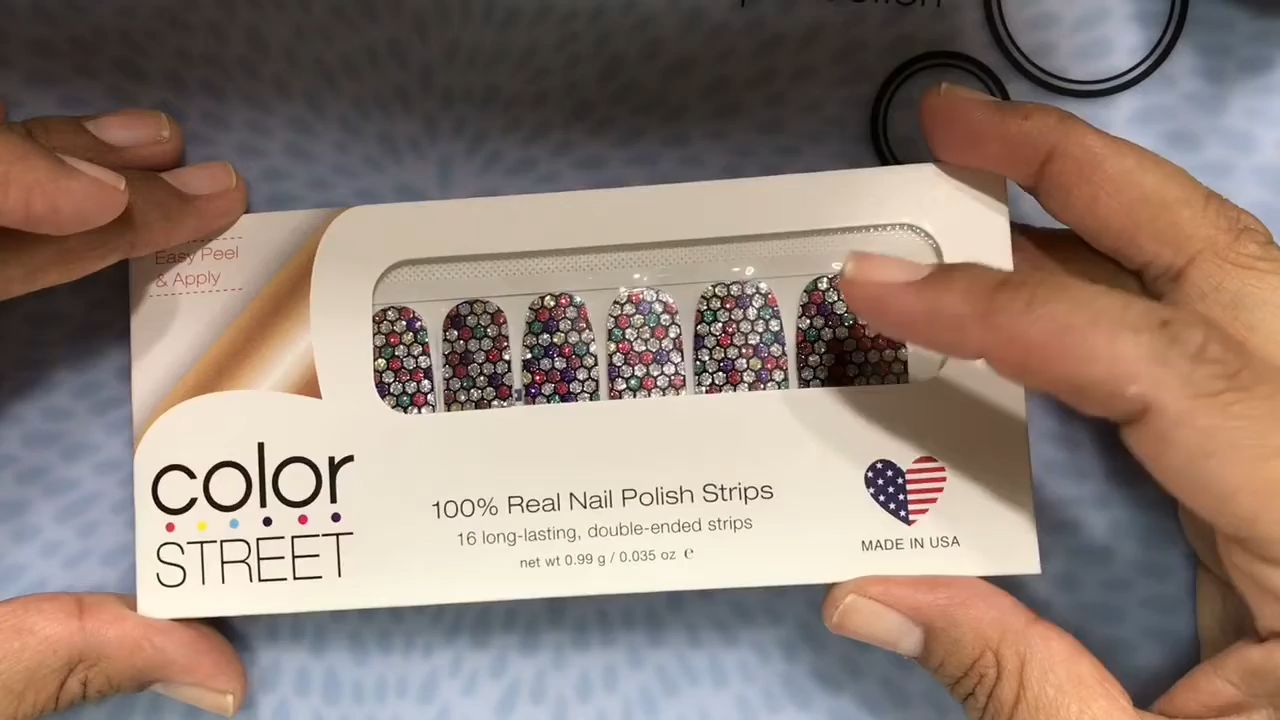 Easy Peel
& Apply
color
STREET
100% Real Nail Polish Strips
16 long-lasting, double-ended strips
net wt 0.99 g / 0.035 oz ℮
MADE IN USA